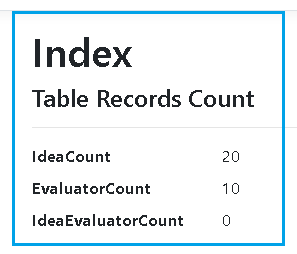 Index
Table Records Count
IdeaCount 20
EvaluatorCount 10
IdeaEvaluatorCount 0